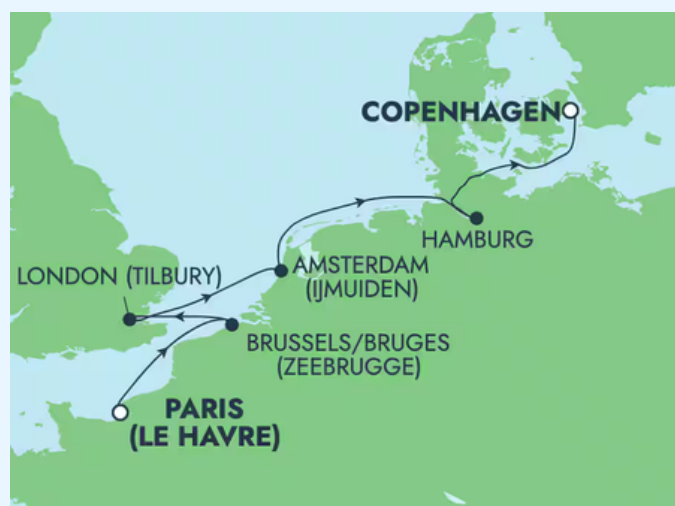 COPENHAGEN
HAMBURG
LONDON (TILBURY)
AMSTERDAM
(IJMUIDEN)
BRUSSELS/BRUGES
(ZEEBRUGGE)
PARIS
(LE HAVRE)